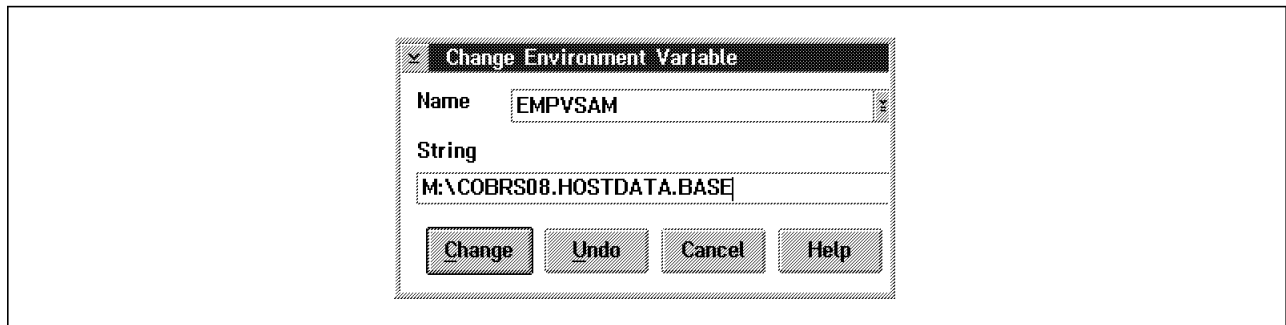 Change Environment Variable
Name EMPVSAM
String
M:\COBRS08.HOSTDATA.BASE
Change Undo Cancel Help